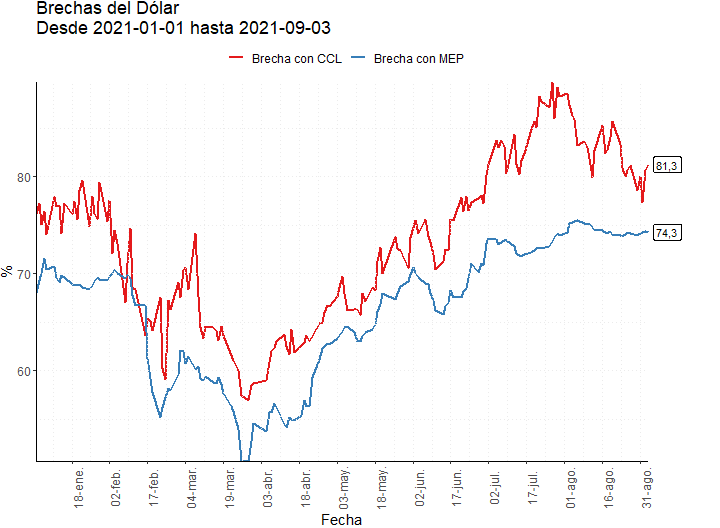 Brechas del Dólar
Desde 2021-01-01 hasta 2021-09-03
Brecha con CCL
Brecha con MEP
%
80
70
60
81,3
74,3
18-ene.
02-feb.
17-feb.
04-mar.
19-mar.
03-abr.
18-abr.
03-may.
18-may.
02-jun.
17-jun.
02-jul.
17-jul.
01-ago.
16-ago.
31-ago.
Fecha